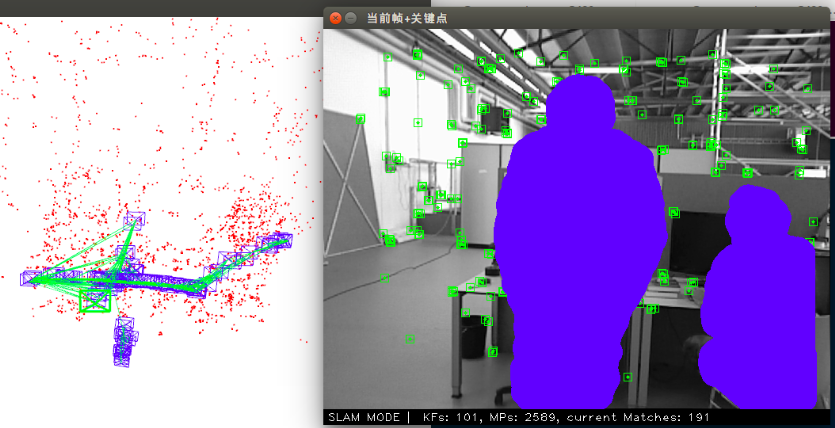 当前帧+关键点
SLAM MODE | KFs: 101, MPs: 2589, current Matches: 191